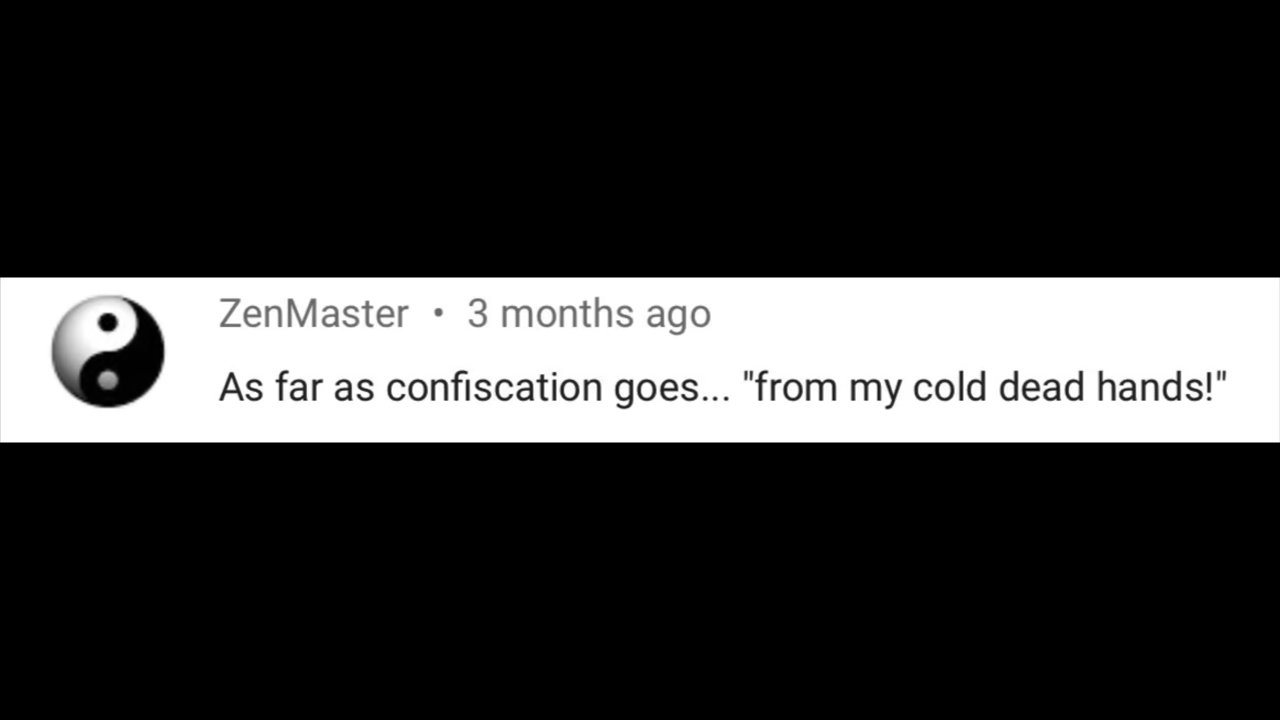 ZenMaster • 3 months ago
As far as confiscation goes... "from my cold dead hands!"